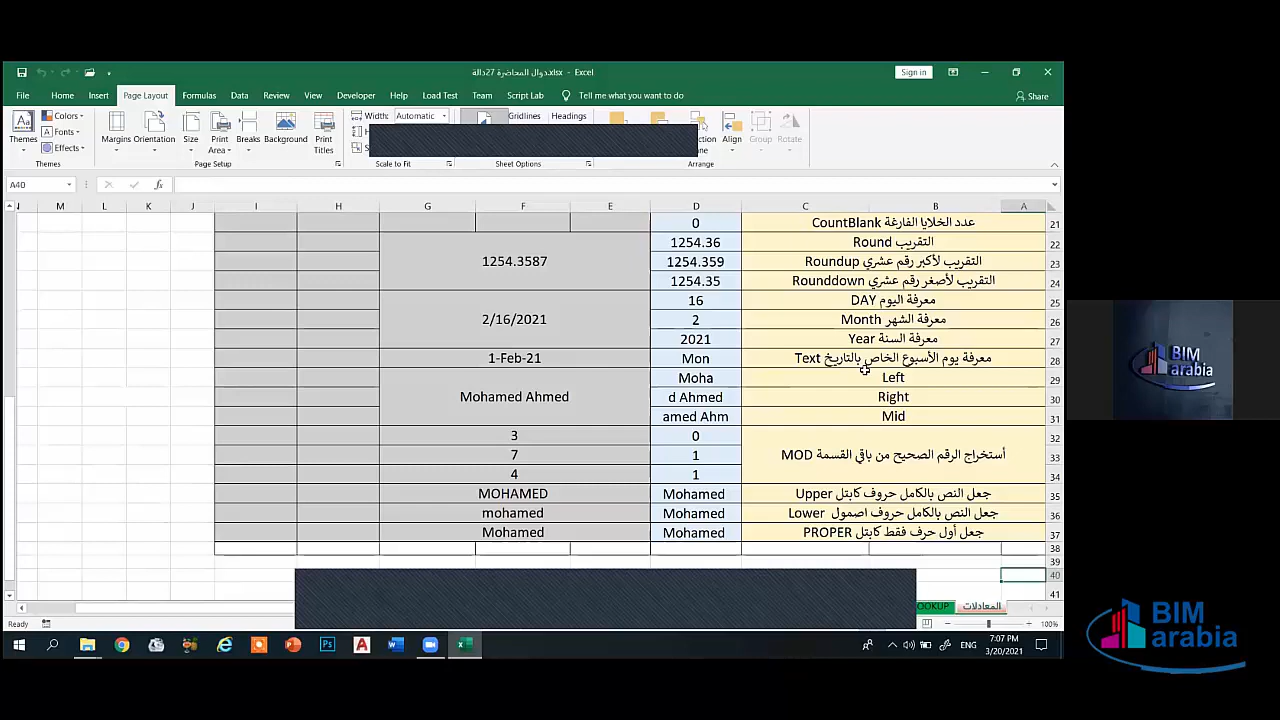 دوال المحاضرة 27دالة.xlsx - Excel
Sign in
File Home Insert Page Layout Formulas Data Review View Developer Help Load Test Team Script Lab Tell me what you want to do
Share
Themes
Colors
Fonts
Effects
Themes
Margins
Orientation
Size
Print Area
Breaks
Background
Print Titles
Page Setup
Width: Automatic
Scale to Fit
Gridlines
Headings
Sheet Options
Align
Group
Rotate
Arrange
A40
fx
M L K J I H G F E D C B A
0 عدد الخلايا الفارغة CountBlank 21
1254.36 التقريب Round 22
1254.3587 1254.359 التقريب لأكبر رقم عشري Roundup 23
1254.35 التقريب لأصغر رقم عشري Rounddown 24
16 معرفة اليوم DAY 25
2/16/2021 2 معرفة الشهر Month 26
2021 معرفة السنة Year 27
1-Feb-21 Mon معرفة يوم الأسبوع الخاص بالتاريخ Text 28
Moha Left 29
Mohamed Ahmed d Ahmed Right 30
amed Ahm Mid 31
3 0 32
7 1 أستخراج الرقم الصحيح من باقي القسمة MOD 33
4 1 34
MOHAMED Mohamed جعل النص بالكامل حروف كابتل Upper 35
mohamed Mohamed جعل النص بالكامل حروف اصمول Lower 36
Mohamed Mohamed جعل أول حرف فقط كابتل PROPER 37
38
39
40
41
OOKUP المعادلات
Ready
100%
ENG
7:07 PM
3/20/2021
BIM
arabia
BIM
arabia